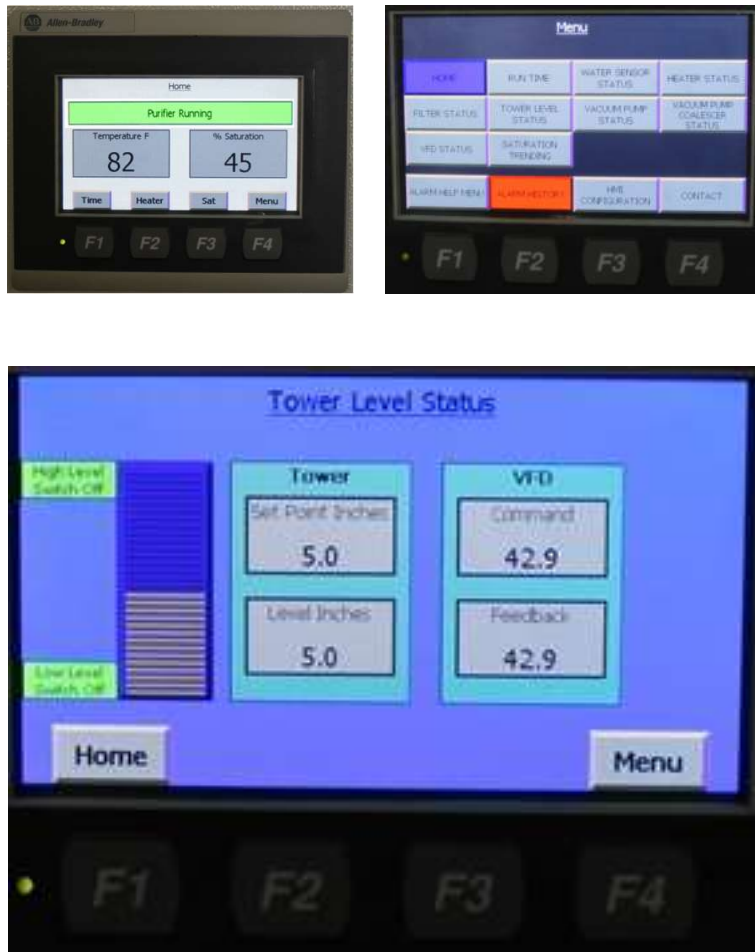 AB Allen-Bradley
Home
Purifier Running
Temperature F
% Saturation
82
45
Time
Heater
Sat
Menu
F1
F2
F3
F4
Menu
HOME
RUN TIME
WATER SENSOR
STATUS
HEATER STATUS
FILTER STATUS
TOWER LEVEL
STATUS
VACUUM PUMP
STATUS
VACUUM PUMP
COALESCER
STATUS
VFD STATUS
SATURATION
TRENDING
ALARM HELP MENU
ALARM HISTORY
HMI
CONFIGURATION
CONTACT
F1
F2
F3
F4
Tower Level Status
High Level
Switch Off
Low Level
Switch Off
Tower
Set Point Inches
5.0
Level Inches
5.0
VFD
Command
42.9
Feedback
42.9
Home
Menu
F1
F2
F3
F4